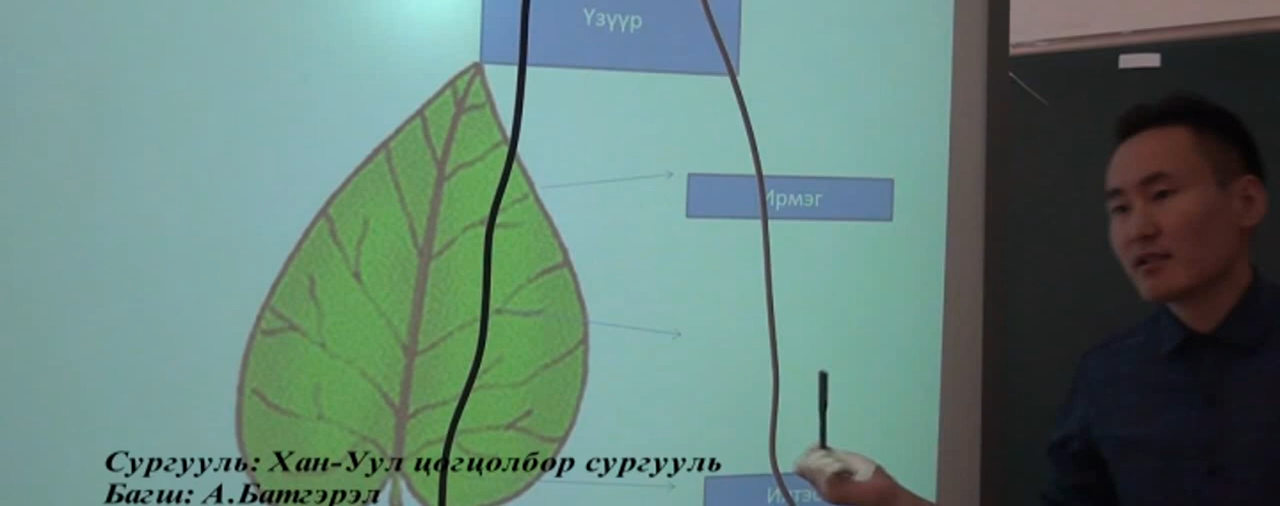 Үзүүр
Ирмэг
Сургууль: Хан-Уул цогцолбор сургууль
Багш: А.Батгэрэл